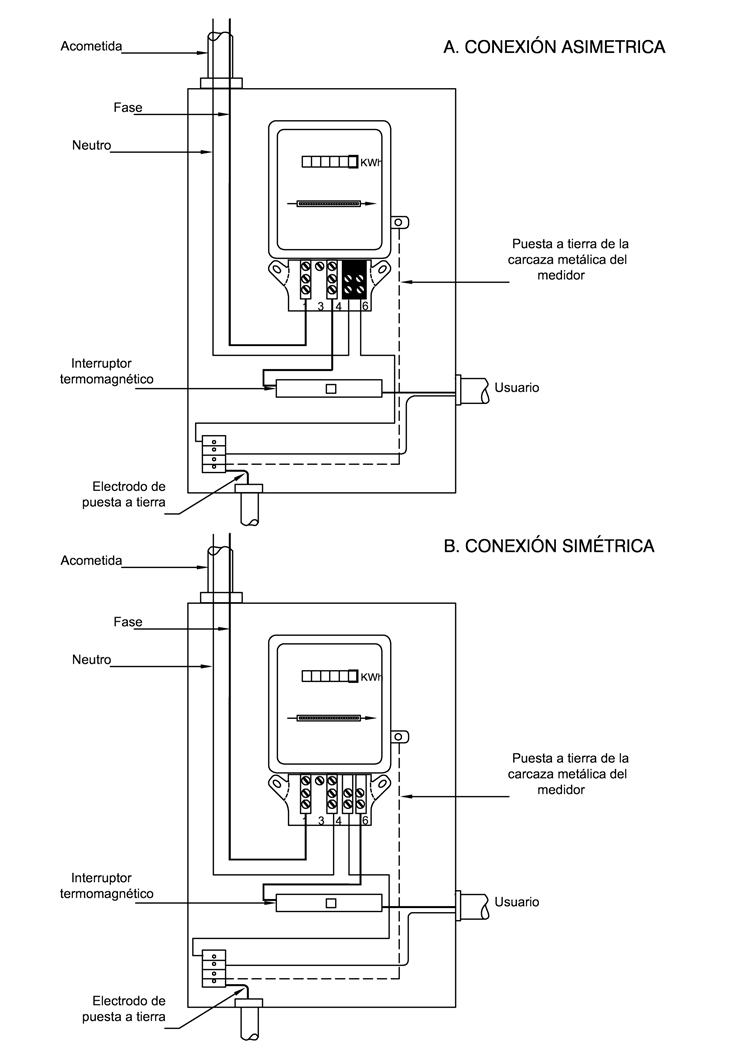 A. CONEXIÓN ASIMETRICA
Acometida
Fase
Neutro
KWh
Puesta a tierra de la
carcaza metálica del
medidor
1 3 4 6
Interruptor
termomagnético
Usuario
Electrodo de
puesta a tierra
B. CONEXIÓN SIMÉTRICA
Acometida
Fase
Neutro
KWh
Puesta a tierra de la
carcaza metálica del
medidor
1 3 4 6
Interruptor
termomagnético
Usuario
Electrodo de
puesta a tierra